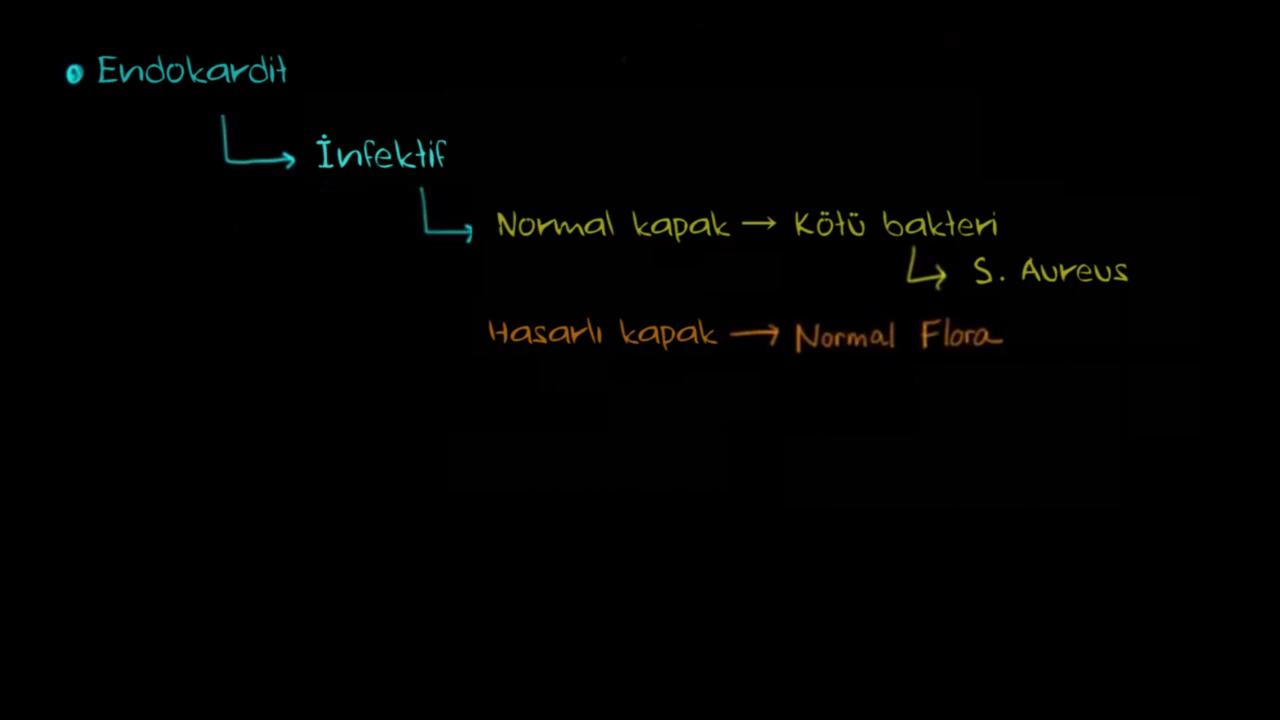 Endokardit
İnfektif
Normal kapak → Kötü bakteri
S. Aureus
Hasarlı kapak → Normal Flora